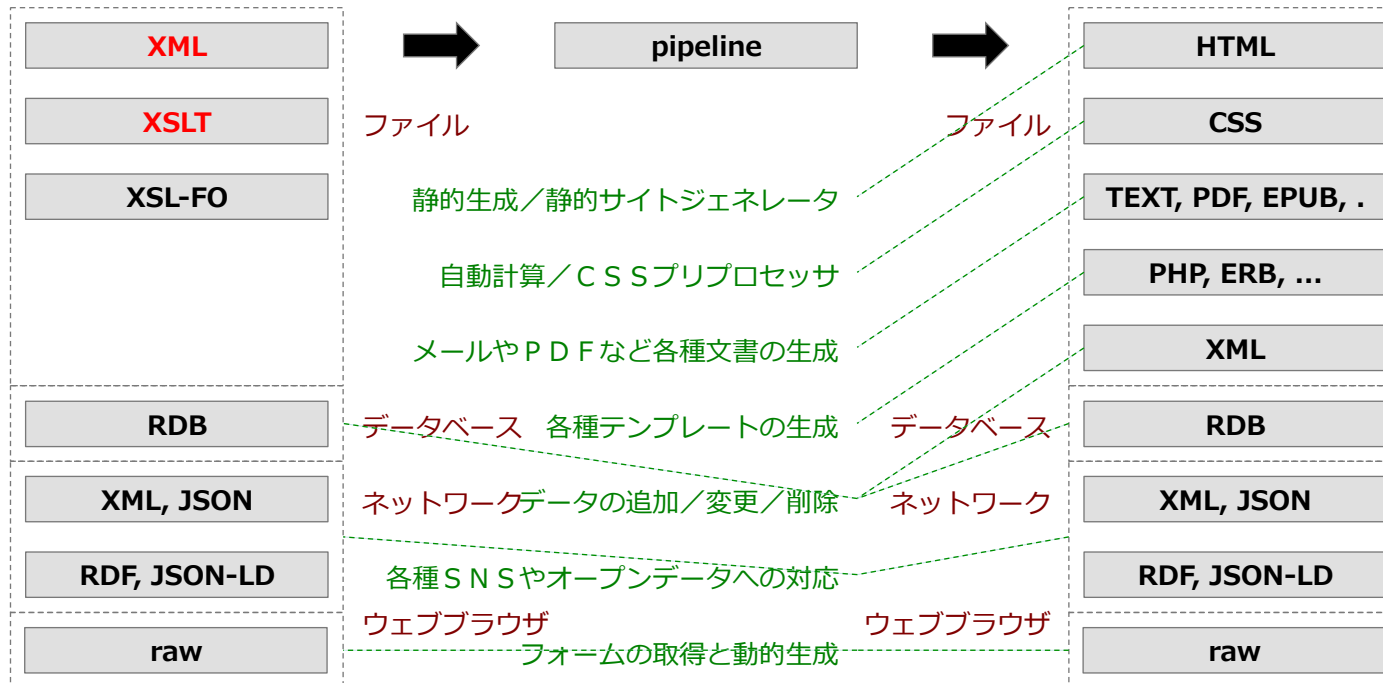 XML
pipeline
HTML
XSLT
ファイル
ファイル
CSS
XSL-FO
静的生成／静的サイトジェネレータ
TEXT, PDF, EPUB, .
自動計算／ＣＳＳプリプロセッサ
PHP, ERB, ...
メールやＰＤＦなど各種文書の生成
XML
RDB
データベース
各種テンプレートの生成
データベース
RDB
XML, JSON
ネットワーク
データの追加／変更／削除
ネットワーク
XML, JSON
RDF, JSON-LD
各種ＳＮＳやオープンデータへの対応
RDF, JSON-LD
ウェブブラウザ
ウェブブラウザ
raw
フォームの取得と動的生成
raw